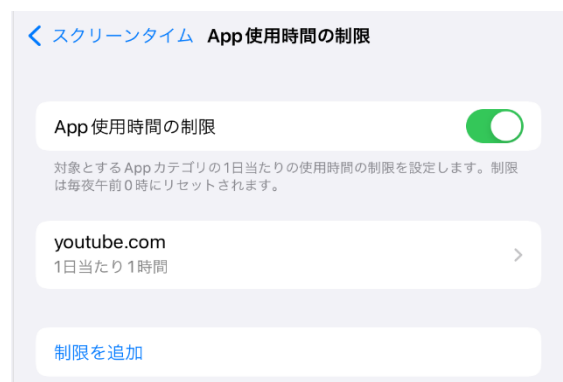 スクリーンタイム App使用時間の制限
App使用時間の制限
対象とするAppカテゴリの1日当たりの使用時間の制限を設定します。制限
は毎夜午前0時にリセットされます。
youtube.com
1日当たり1時間
制限を追加